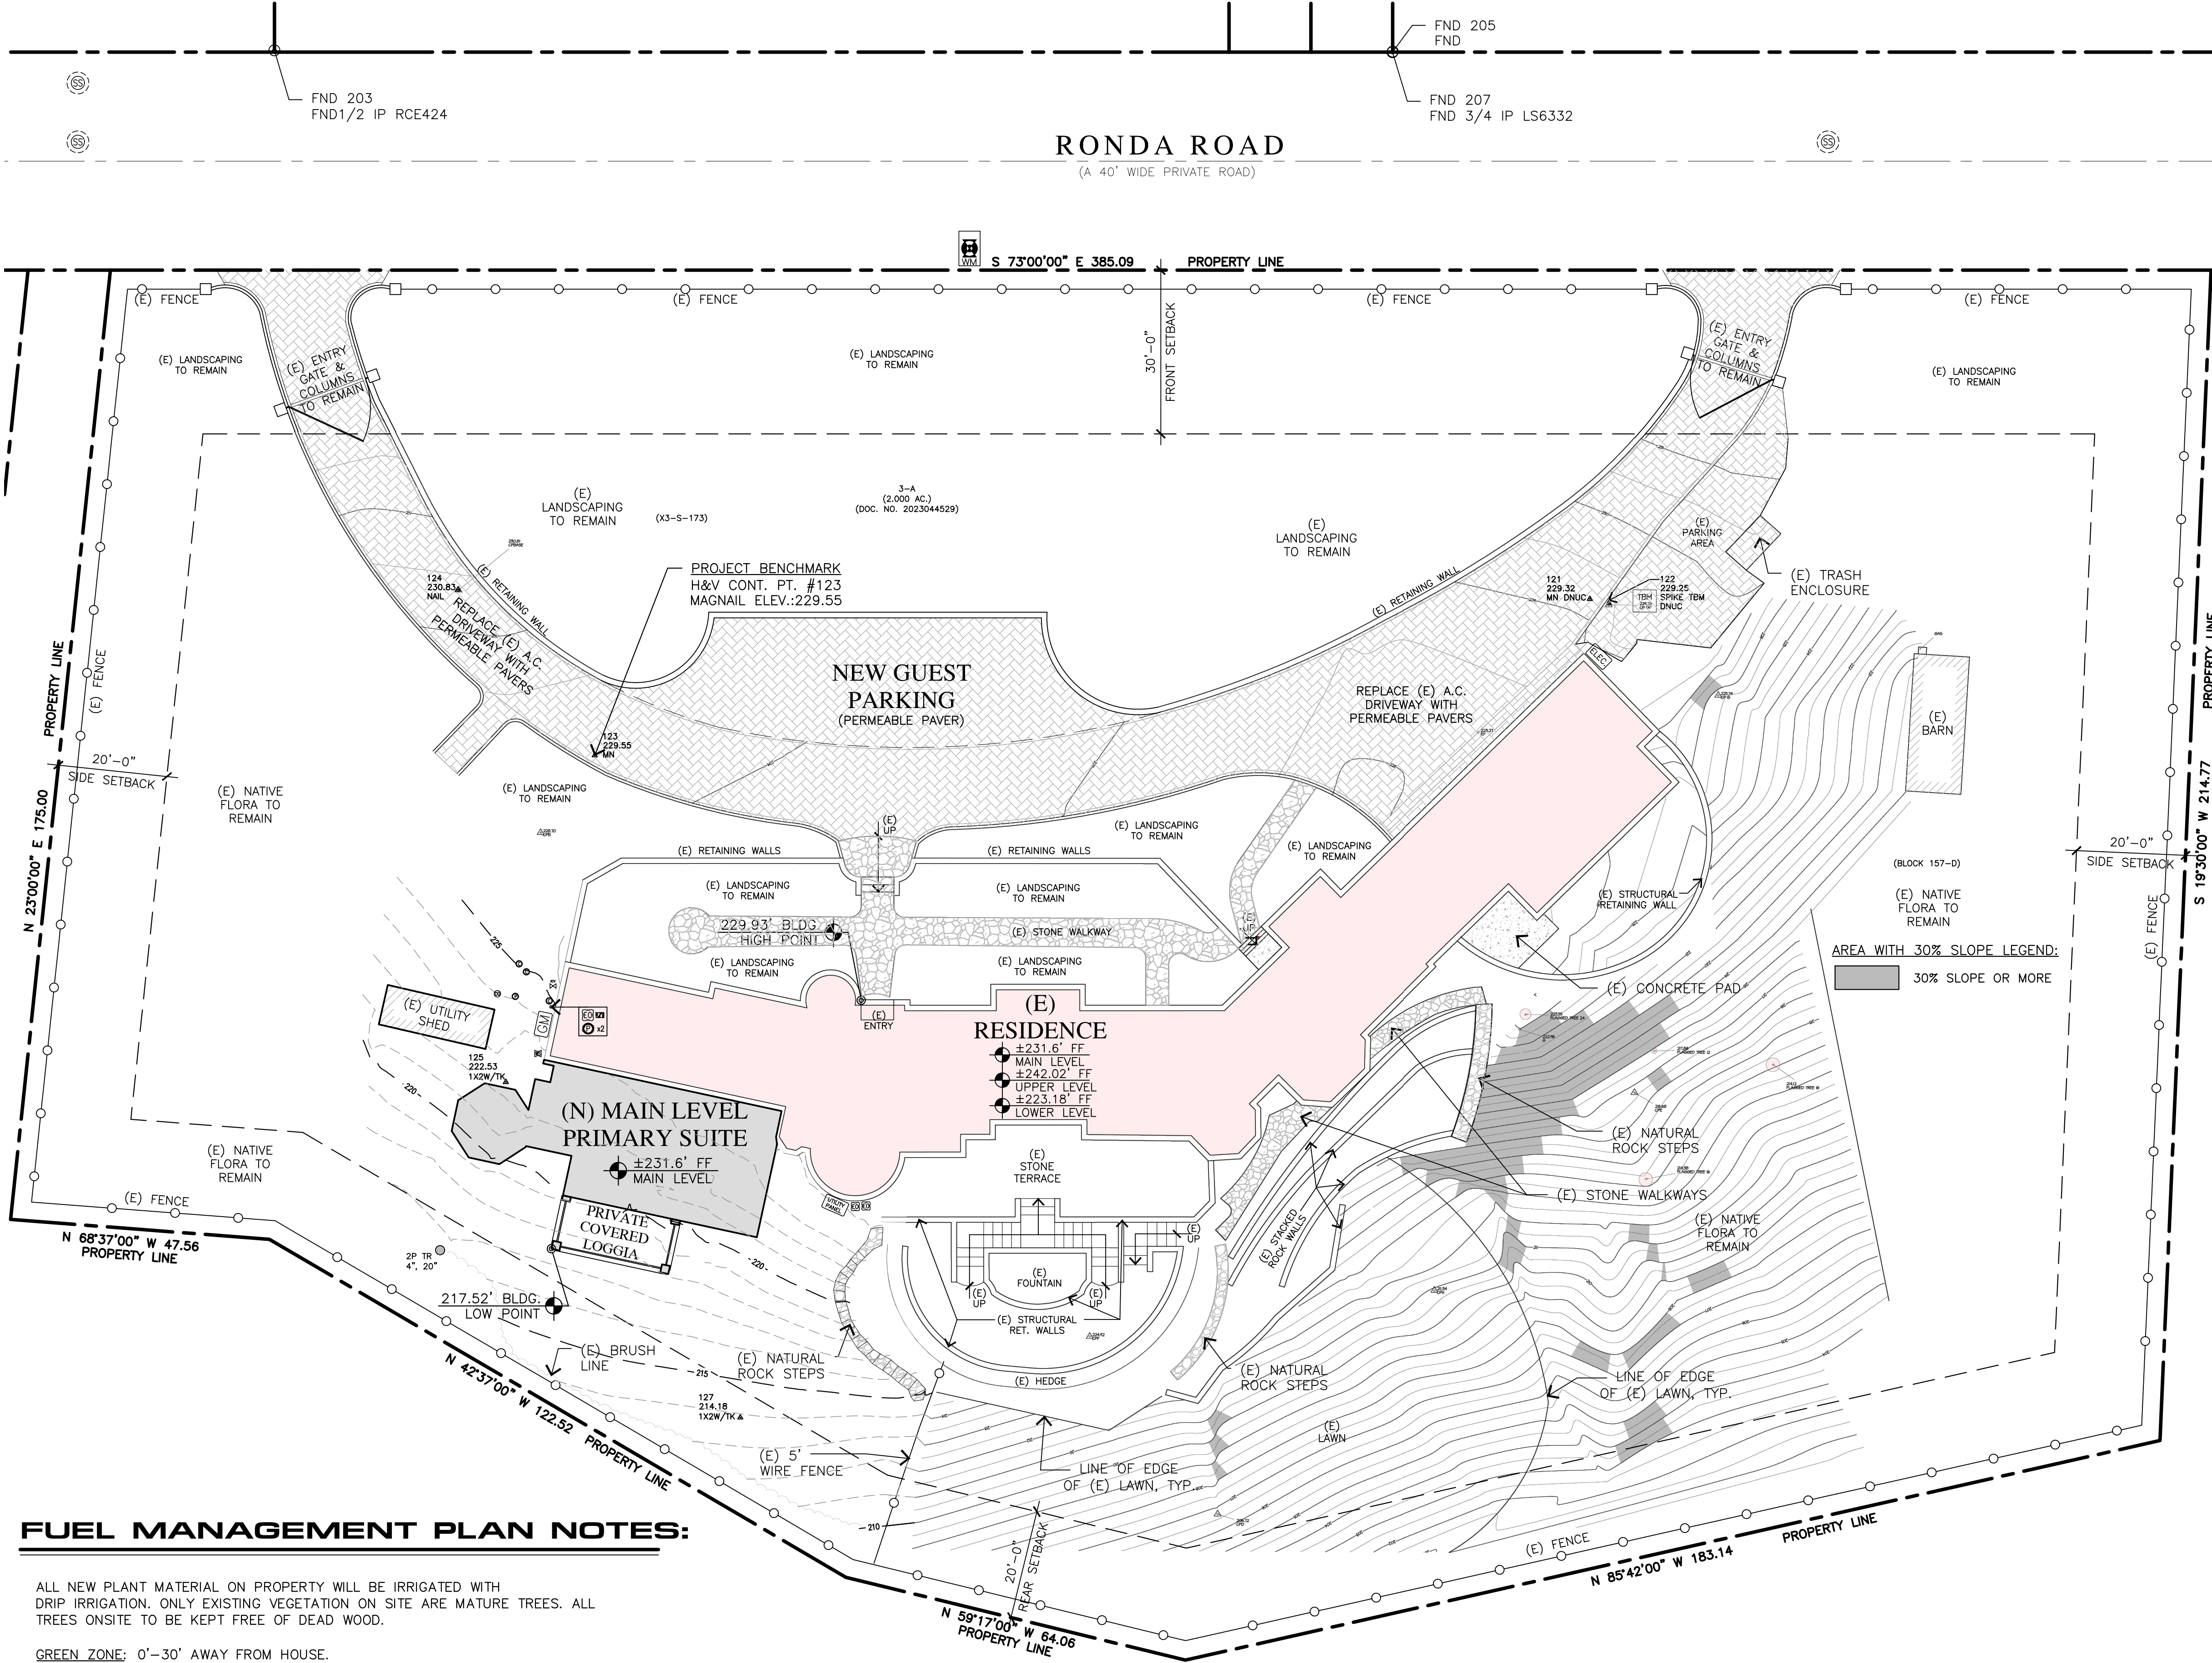 FND 205
FND
FND 203
FND1/2 IP RCE424
FND 207
FND 3/4 IP LS6332
SS
SS
SS
RONDA ROAD
(A 40' WIDE PRIVATE ROAD)
WM
S 73°00'00" E 385.09
PROPERTY LINE
(E) FENCE
(E) FENCE
(E) FENCE
(E) FENCE
(E) LANDSCAPING
TO REMAIN
(E) ENTRY
GATE &
COLUMNS
TO REMAIN
(E) LANDSCAPING
TO REMAIN
30'-0"
FRONT SETBACK
(E) ENTRY
GATE &
COLUMNS
TO REMAIN
(E) LANDSCAPING
TO REMAIN
(E)
LANDSCAPING
TO REMAIN
(X3-S-173)
3-A
(2.000 AC.)
(DOC. NO. 2023044529)
(E)
LANDSCAPING
TO REMAIN
(E)
PARKING
AREA
(E) TRASH
ENCLOSURE
PROJECT BENCHMARK
H&V CONT. PT. #123
MAGNAIL ELEV.:229.55
124
230.83
NAIL
(E) RETAINING WALL
REPLACE (E) A.C.
DRIVEWAY WITH
PERMEABLE PAVERS
(E) RETAINING WALL
121
229.32
MN DNUC
TBM
122
229.25
SPIKE TBM
DNUC
ELEC.
NEW GUEST
PARKING
(PERMEABLE PAVER)
REPLACE (E) A.C.
DRIVEWAY WITH
PERMEABLE PAVERS
123
229.55
MN
(E)
BARN
PROPERTY LINE
N 23°00'00" E 175.00
(E) FENCE
20'-0"
SIDE SETBACK
(E) NATIVE
FLORA TO
REMAIN
(E) LANDSCAPING
TO REMAIN
(E)
UP
(E) RETAINING WALLS
(E) RETAINING WALLS
(E) LANDSCAPING
TO REMAIN
(E) LANDSCAPING
TO REMAIN
(E) LANDSCAPING
TO REMAIN
(E) LANDSCAPING
TO REMAIN
229.93' BLDG.
HIGH POINT
(E) STONE WALKWAY
(E)
UP
(E) LANDSCAPING
TO REMAIN
(E) LANDSCAPING
TO REMAIN
(E) STRUCTURAL
RETAINING WALL
(E) CONCRETE PAD
(BLOCK 157-D)
(E) NATIVE
FLORA TO
REMAIN
20'-0"
SIDE SETBACK
PROPERTY LINE
S 19°30'00" W 214.77
(E) FENCE
AREA WITH 30% SLOPE LEGEND:
30% SLOPE OR MORE
225
(E) UTILITY
SHED
GM
EO
P x2
125
222.53
1X2W/TK
220
(E)
ENTRY
(E)
RESIDENCE
±231.6' FF
MAIN LEVEL
±242.02' FF
UPPER LEVEL
±223.18' FF
LOWER LEVEL
(N) MAIN LEVEL
PRIMARY SUITE
±231.6' FF
MAIN LEVEL
PRIVATE
COVERED
LOGGIA
UTILITY
PANEL
(E)
STONE
TERRACE
(E) NATURAL
ROCK STEPS
(E) STONE WALKWAYS
(E) STACKED
ROCK WALLS
(E) NATIVE
FLORA TO
REMAIN
(E) NATIVE
FLORA TO
REMAIN
(E) FENCE
N 68°37'00" W 47.56
PROPERTY LINE
2P TR
4", 20"
217.52' BLDG.
LOW POINT
220
(E)
UP
(E)
FOUNTAIN
(E)
UP
(E)
UP
(E) STRUCTURAL
RET. WALLS
(E) BRUSH
LINE
(E) NATURAL
ROCK STEPS
215
127
214.18
1X2W/TK
(E) HEDGE
(E) NATURAL
ROCK STEPS
LINE OF EDGE
OF (E) LAWN, TYP.
(E)
LAWN
N 42°37'00" W 122.52
PROPERTY LINE
(E) 5'
WIRE FENCE
LINE OF EDGE
OF (E) LAWN, TYP.
210
20'-0"
REAR SETBACK
(E) FENCE
PROPERTY LINE
N 85°42'00" W 183.14
N 59°17'00" W 64.06
PROPERTY LINE
FUEL MANAGEMENT PLAN NOTES:
ALL NEW PLANT MATERIAL ON PROPERTY WILL BE IRRIGATED WITH
DRIP IRRIGATION. ONLY EXISTING VEGETATION ON SITE ARE MATURE TREES. ALL
TREES ONSITE TO BE KEPT FREE OF DEAD WOOD.
GREEN ZONE: 0'-30' AWAY FROM HOUSE.